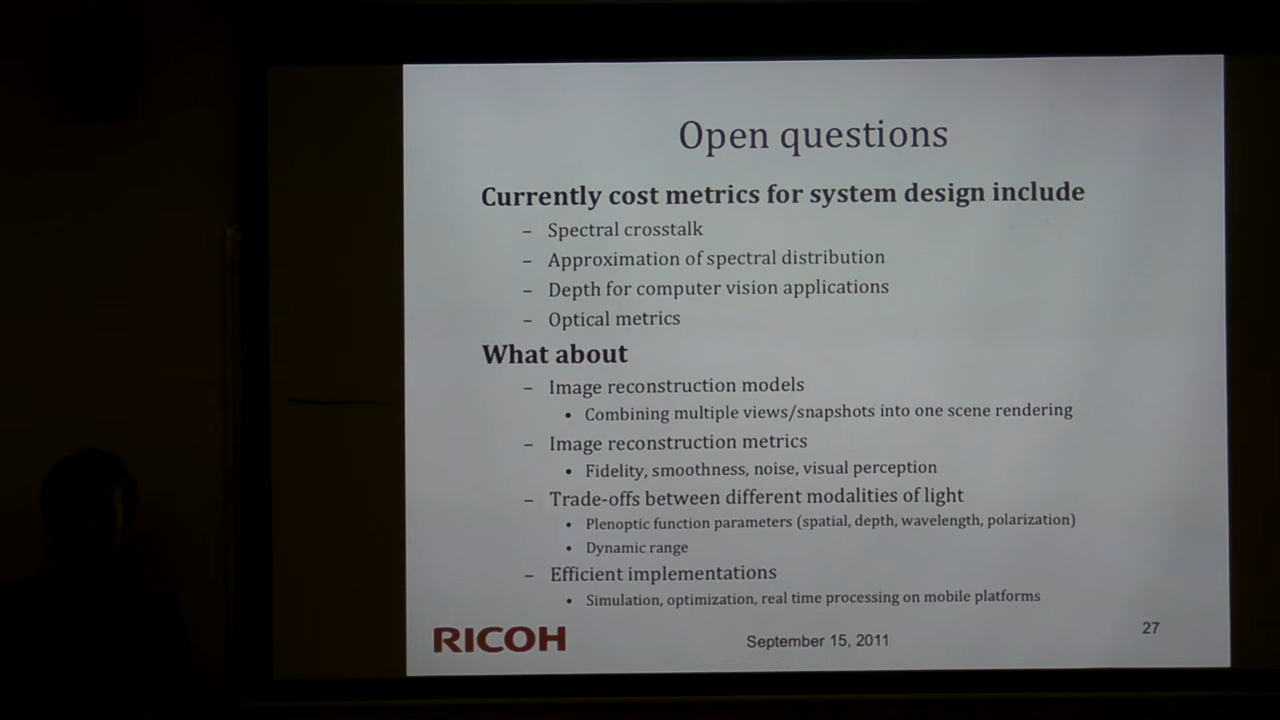 Open questions
Currently cost metrics for system design include
– Spectral crosstalk
– Approximation of spectral distribution
– Depth for computer vision applications
– Optical metrics
What about
– Image reconstruction models
• Combining multiple views/snapshots into one scene rendering
– Image reconstruction metrics
• Fidelity, smoothness, noise, visual perception
– Trade-offs between different modalities of light
• Plenoptic function parameters (spatial, depth, wavelength, polarization)
• Dynamic range
– Efficient implementations
• Simulation, optimization, real time processing on mobile platforms
RICOH
September 15, 2011
27